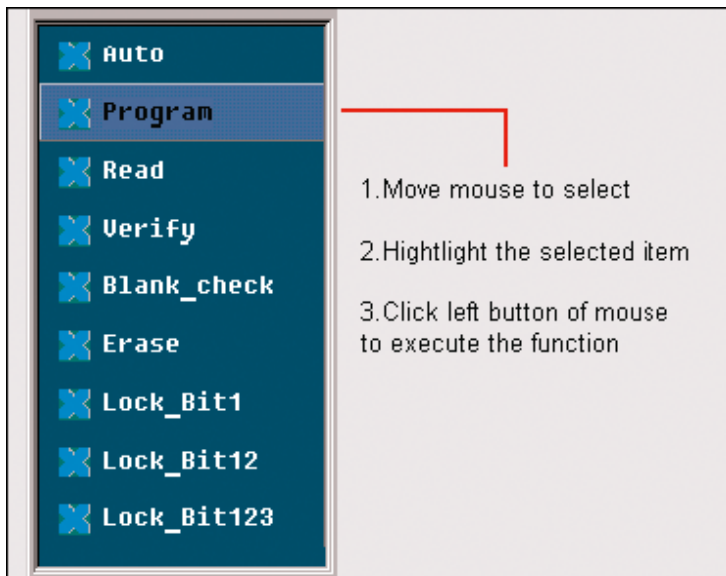 Auto
Program
Read
Verify
Blank_check
Erase
Lock_Bit1
Lock_Bit12
Lock_Bit123
1.Move mouse to select
2.Hightlight the selected item
3.Click left button of mouse
to execute the function